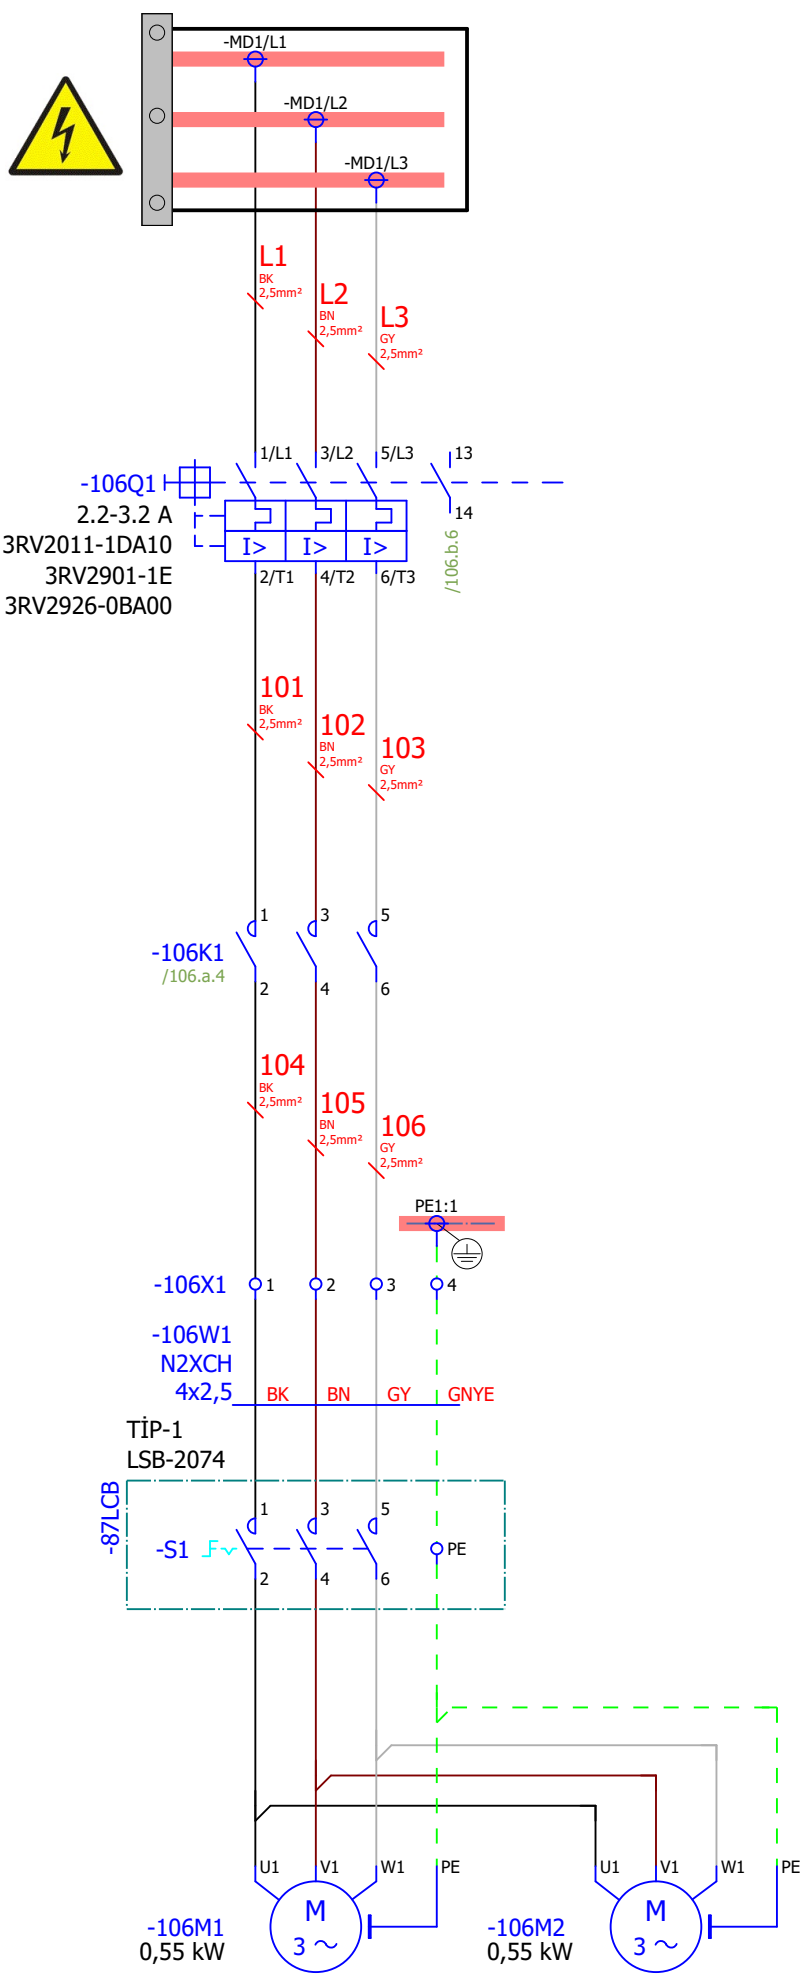 -MD1/L1
-MD1/L2
-MD1/L3
L1
BK
2,5mm²
L2
BN
2,5mm²
L3
GY
2,5mm²
1/L1
3/L2
5/L3
13
-106Q1
14
2.2-3.2 A
3RV2011-1DA10
I>
I>
I>
3RV2901-1E
2/T1
4/T2
6/T3
/106.b.6
3RV2926-0BA00
101
BK
2,5mm²
102
BN
2,5mm²
103
GY
2,5mm²
1
3
5
-106K1
/106.a.4
2
4
6
104
BK
2,5mm²
105
BN
2,5mm²
106
GY
2,5mm²
PE1:1
-106X1
1
2
3
4
-106W1
N2XCH
4x2,5
BK
BN
GY
GNYE
TİP-1
LSB-2074
-87LCB
1
3
5
-S1
PE
2
4
6
U1
V1
W1
PE
U1
V1
W1
PE
M
3 ~
M
3 ~
-106M1
0,55 kW
-106M2
0,55 kW